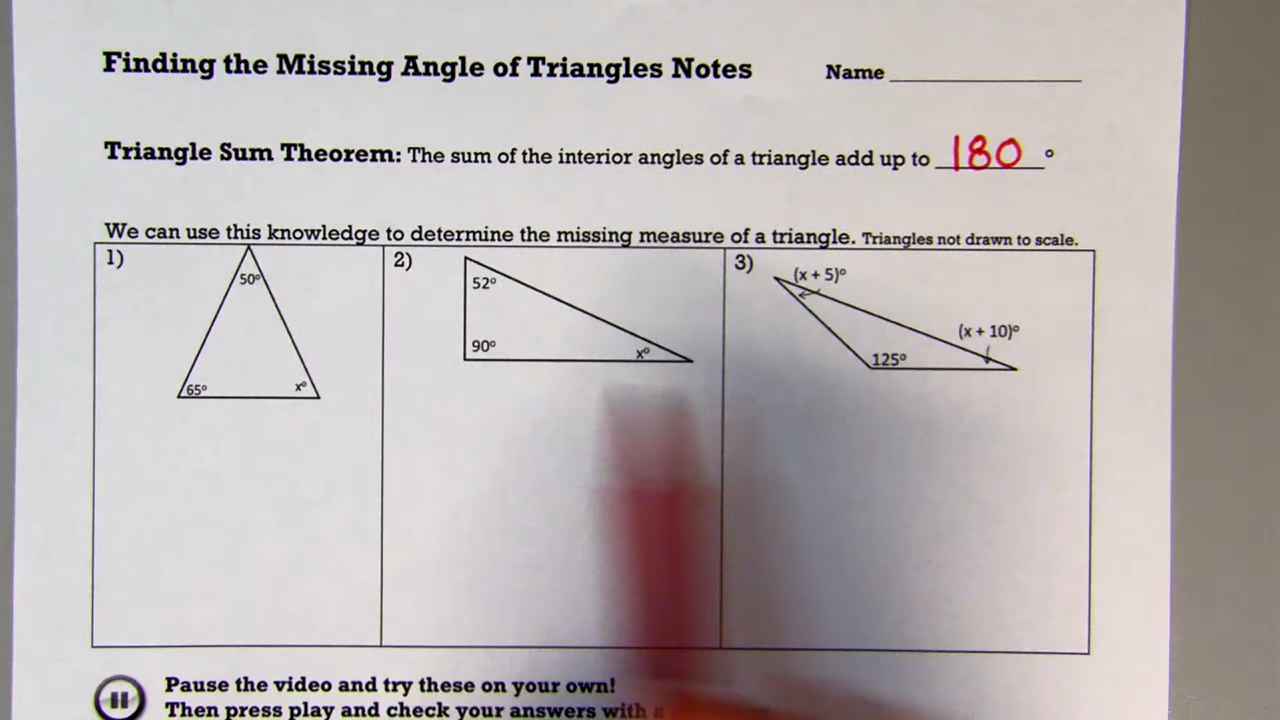 Finding the Missing Angle of Triangles Notes Name
Triangle Sum Theorem: The sum of the interior angles of a triangle add up to 180 °
We can use this knowledge to determine the missing measure of a triangle. Triangles not drawn to scale.
1)
50°
65°
x°
2)
52°
90°
x°
3)
(x + 5)°
(x + 10)°
125°
Pause the video and try these on your own!
Then press play and check your answers with a